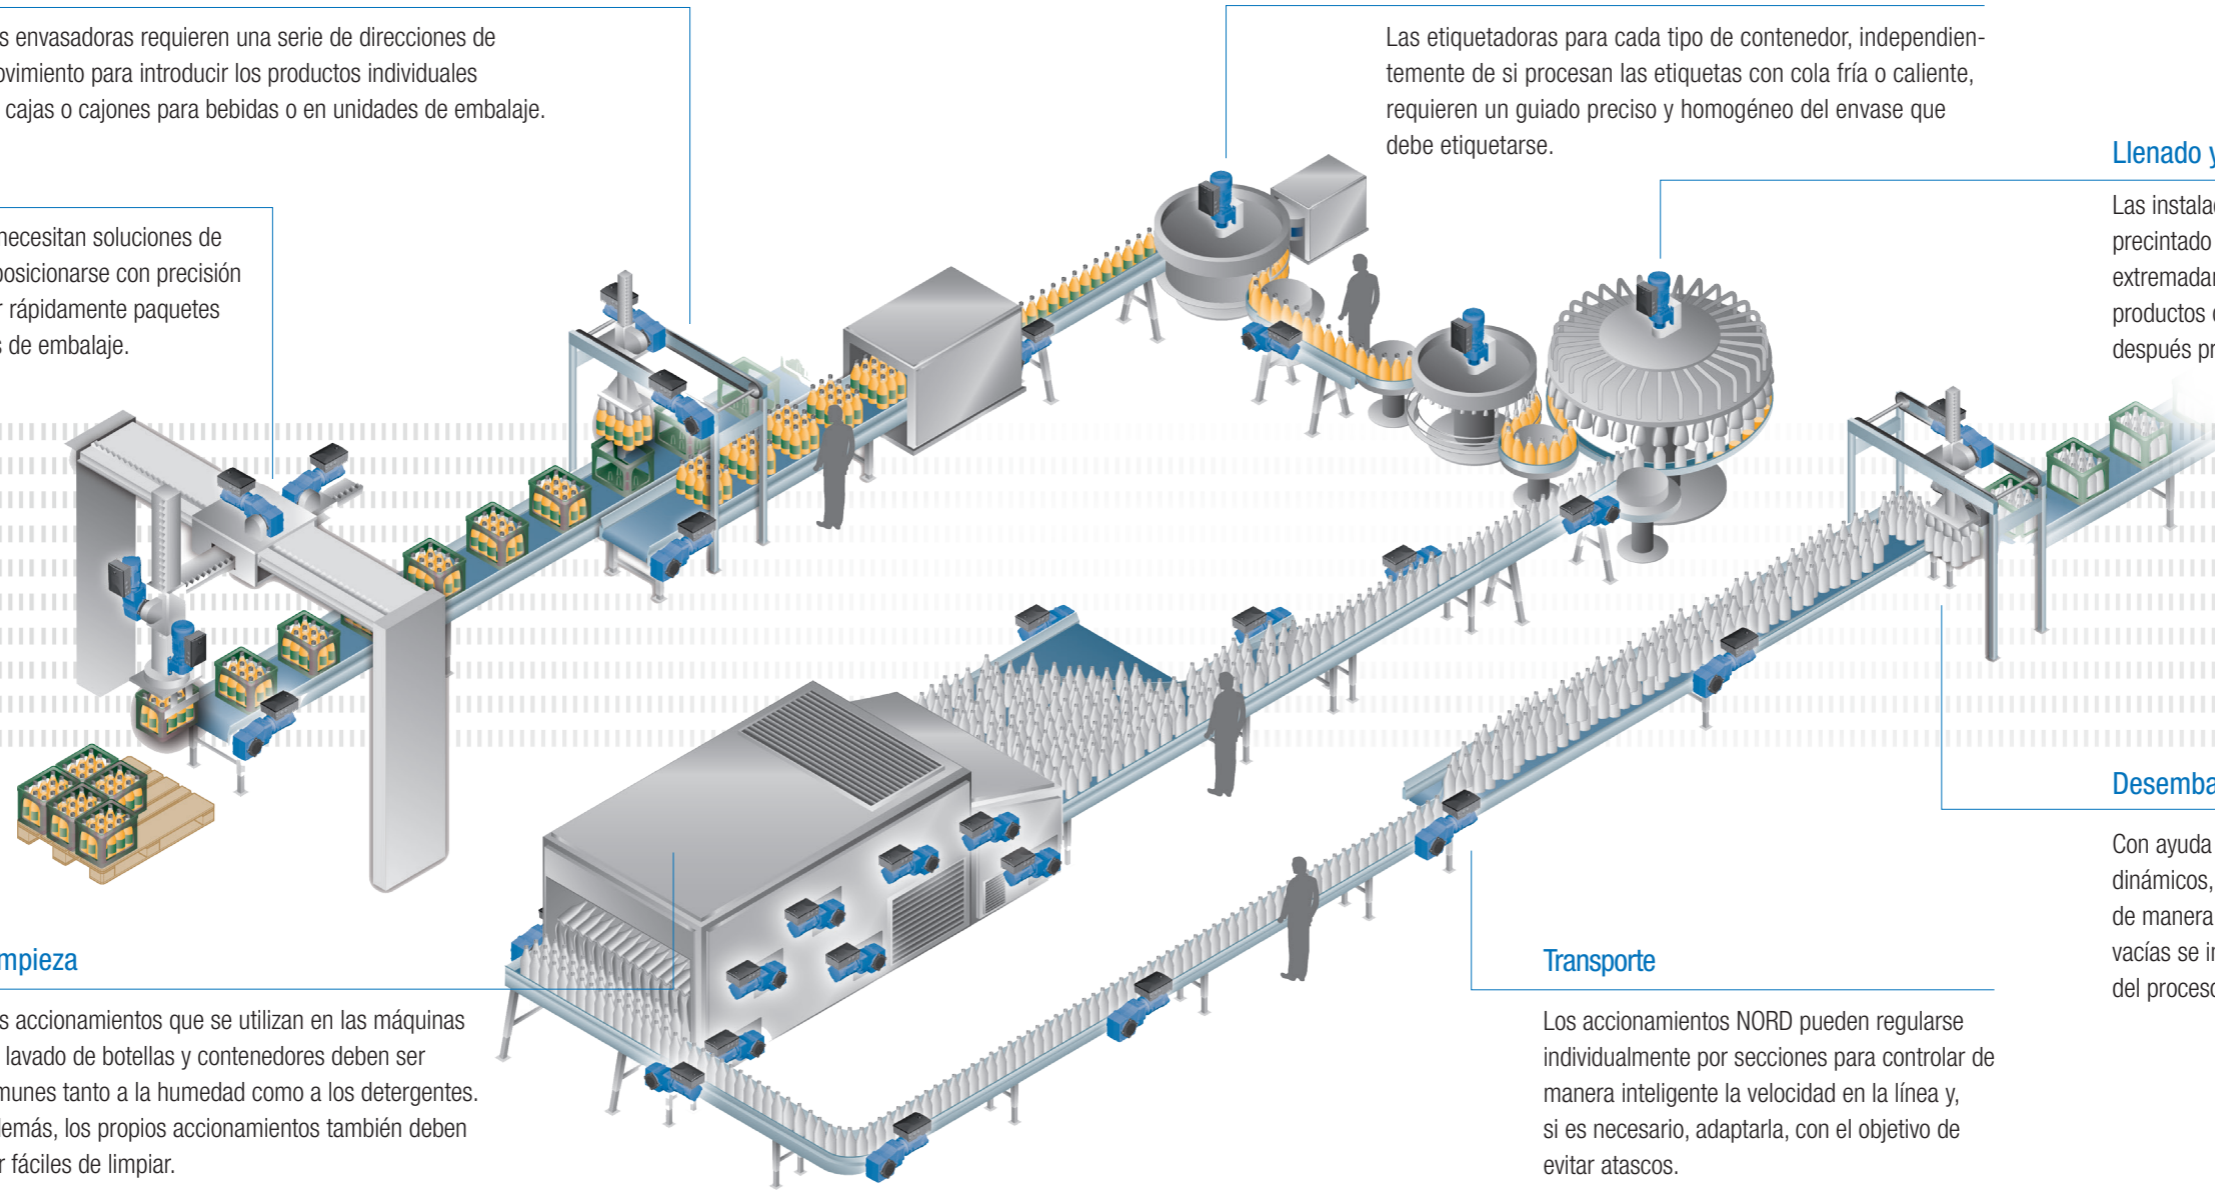 s envasadoras requieren una serie de direcciones de
ovimiento para introducir los productos individuales
cajas o cajones para bebidas o en unidades de embalaje.
necesitan soluciones de
posicionarse con precisión
r rápidamente paquetes
s de embalaje.
Las etiquetadoras para cada tipo de contenedor, independien-
temente de si procesan las etiquetas con cola fría o caliente,
requieren un guiado preciso y homogéneo del envase que
debe etiquetarse.
Llenado y
Las instala
precintado
extremadar
productos
después pr
mpieza
s accionamientos que se utilizan en las máquinas
lavado de botellas y contenedores deben ser
munes tanto a la humedad como a los detergentes.
demás, los propios accionamientos también deben
r fáciles de limpiar.
Transporte
Los accionamientos NORD pueden regularse
individualmente por secciones para controlar de
manera inteligente la velocidad en la línea y,
si es necesario, adaptarla, con el objetivo de
evitar atascos.
Desemba
Con ayuda
dinámicos,
de manera
vacías se in
del proceso